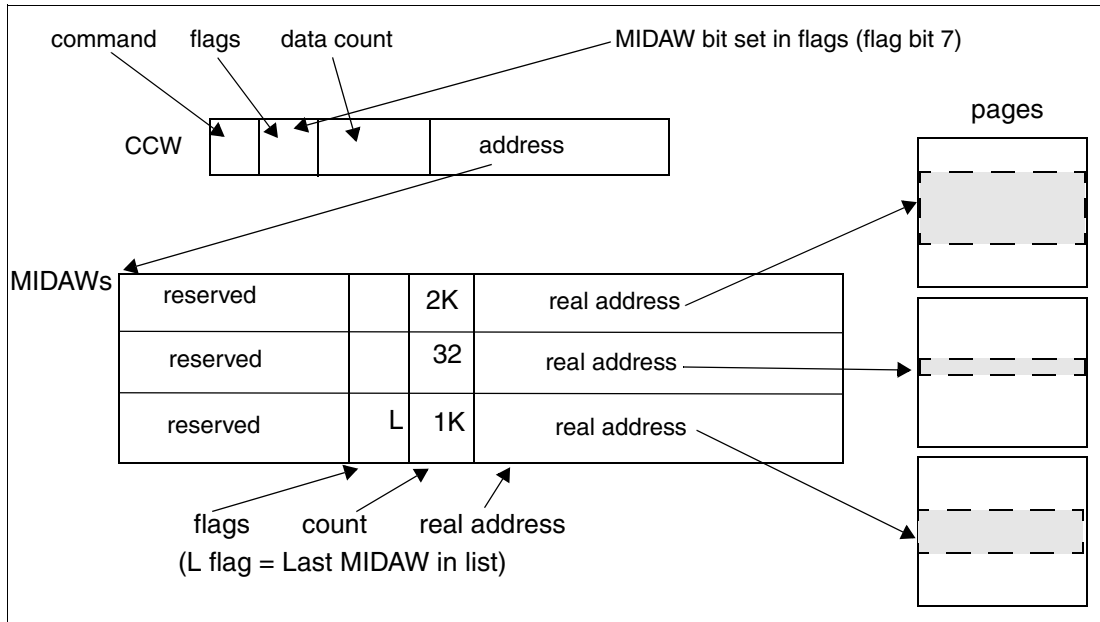 command flags data count MIDAW bit set in flags (flag bit 7)
pages
CCW address
MIDAWs reserved 2K real address
reserved 32 real address
reserved L 1K real address
flags count real address
(L flag = Last MIDAW in list)